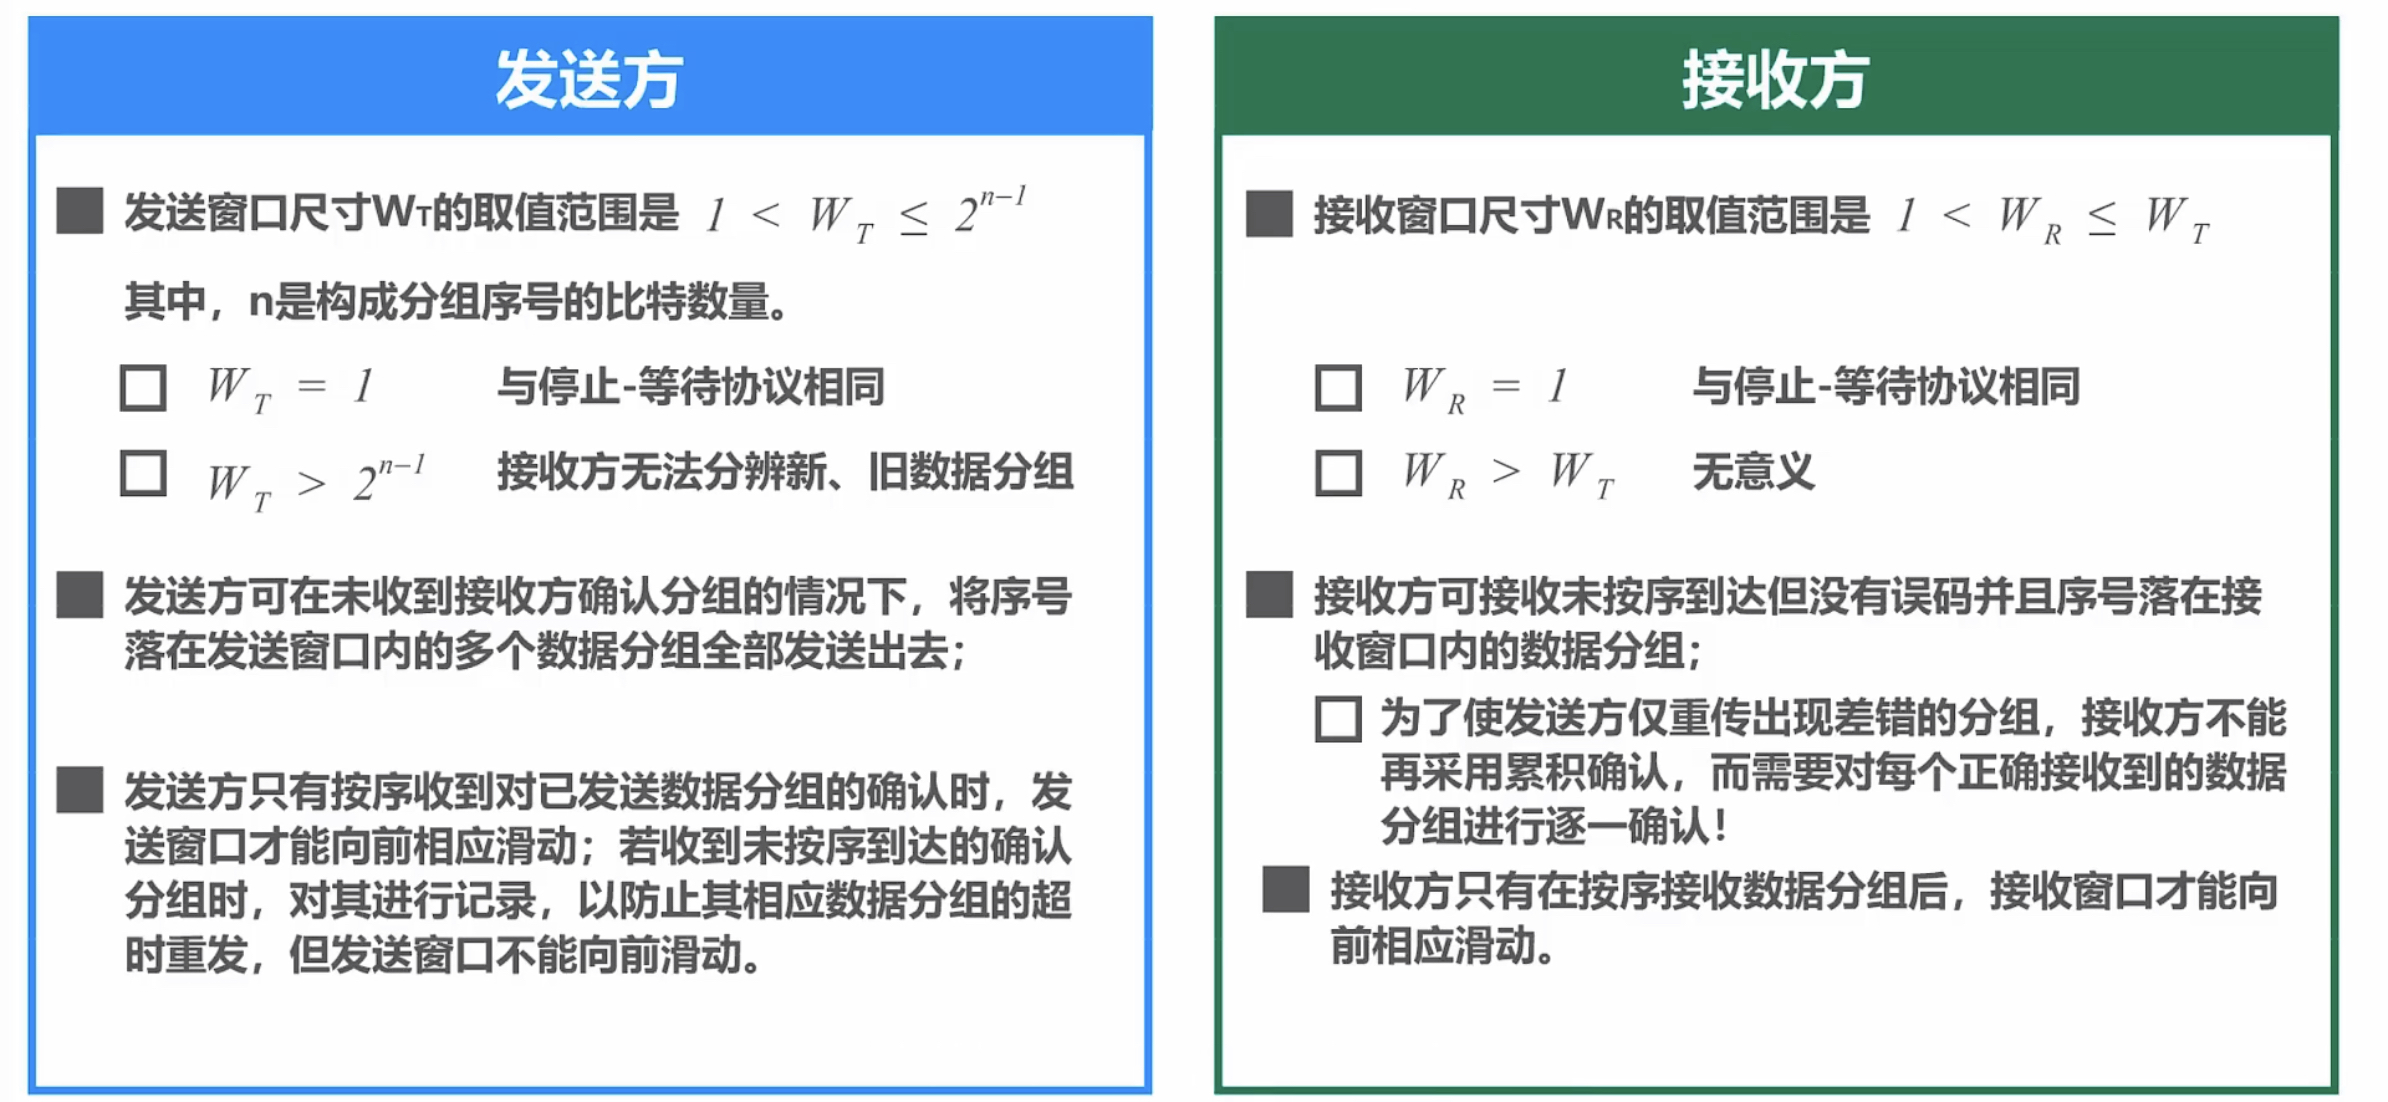 发送方
■ 发送窗口尺寸WT的取值范围是 1 < W_T ≤ 2^{n-1}
其中，n是构成分组序号的比特数量。
□ W_T = 1 与停止-等待协议相同
□ W_T > 2^{n-1} 接收方无法分辨新、旧数据分组
■ 发送方可在未收到接收方确认分组的情况下，将序号
落在发送窗口内的多个数据分组全部发送出去；
■ 发送方只有按序收到对已发送数据分组的确认时，发
送窗口才能向前相应滑动；若收到未按序到达的确认
分组时，对其进行记录，以防止其相应数据分组的超
时重发，但发送窗口不能向前滑动。
接收方
■ 接收窗口尺寸WR的取值范围是 1 < W_R ≤ W_T
□ W_R = 1 与停止-等待协议相同
□ W_R > W_T 无意义
■ 接收方可接收未按序到达但没有误码并且序号落在接
收窗口内的数据分组；
□ 为了使发送方仅重传出现差错的分组，接收方不能
再采用累积确认，而需要对每个正确接收到的数据
分组进行逐一确认！
■ 接收方只有在按序接收数据分组后，接收窗口才能向
前相应滑动。